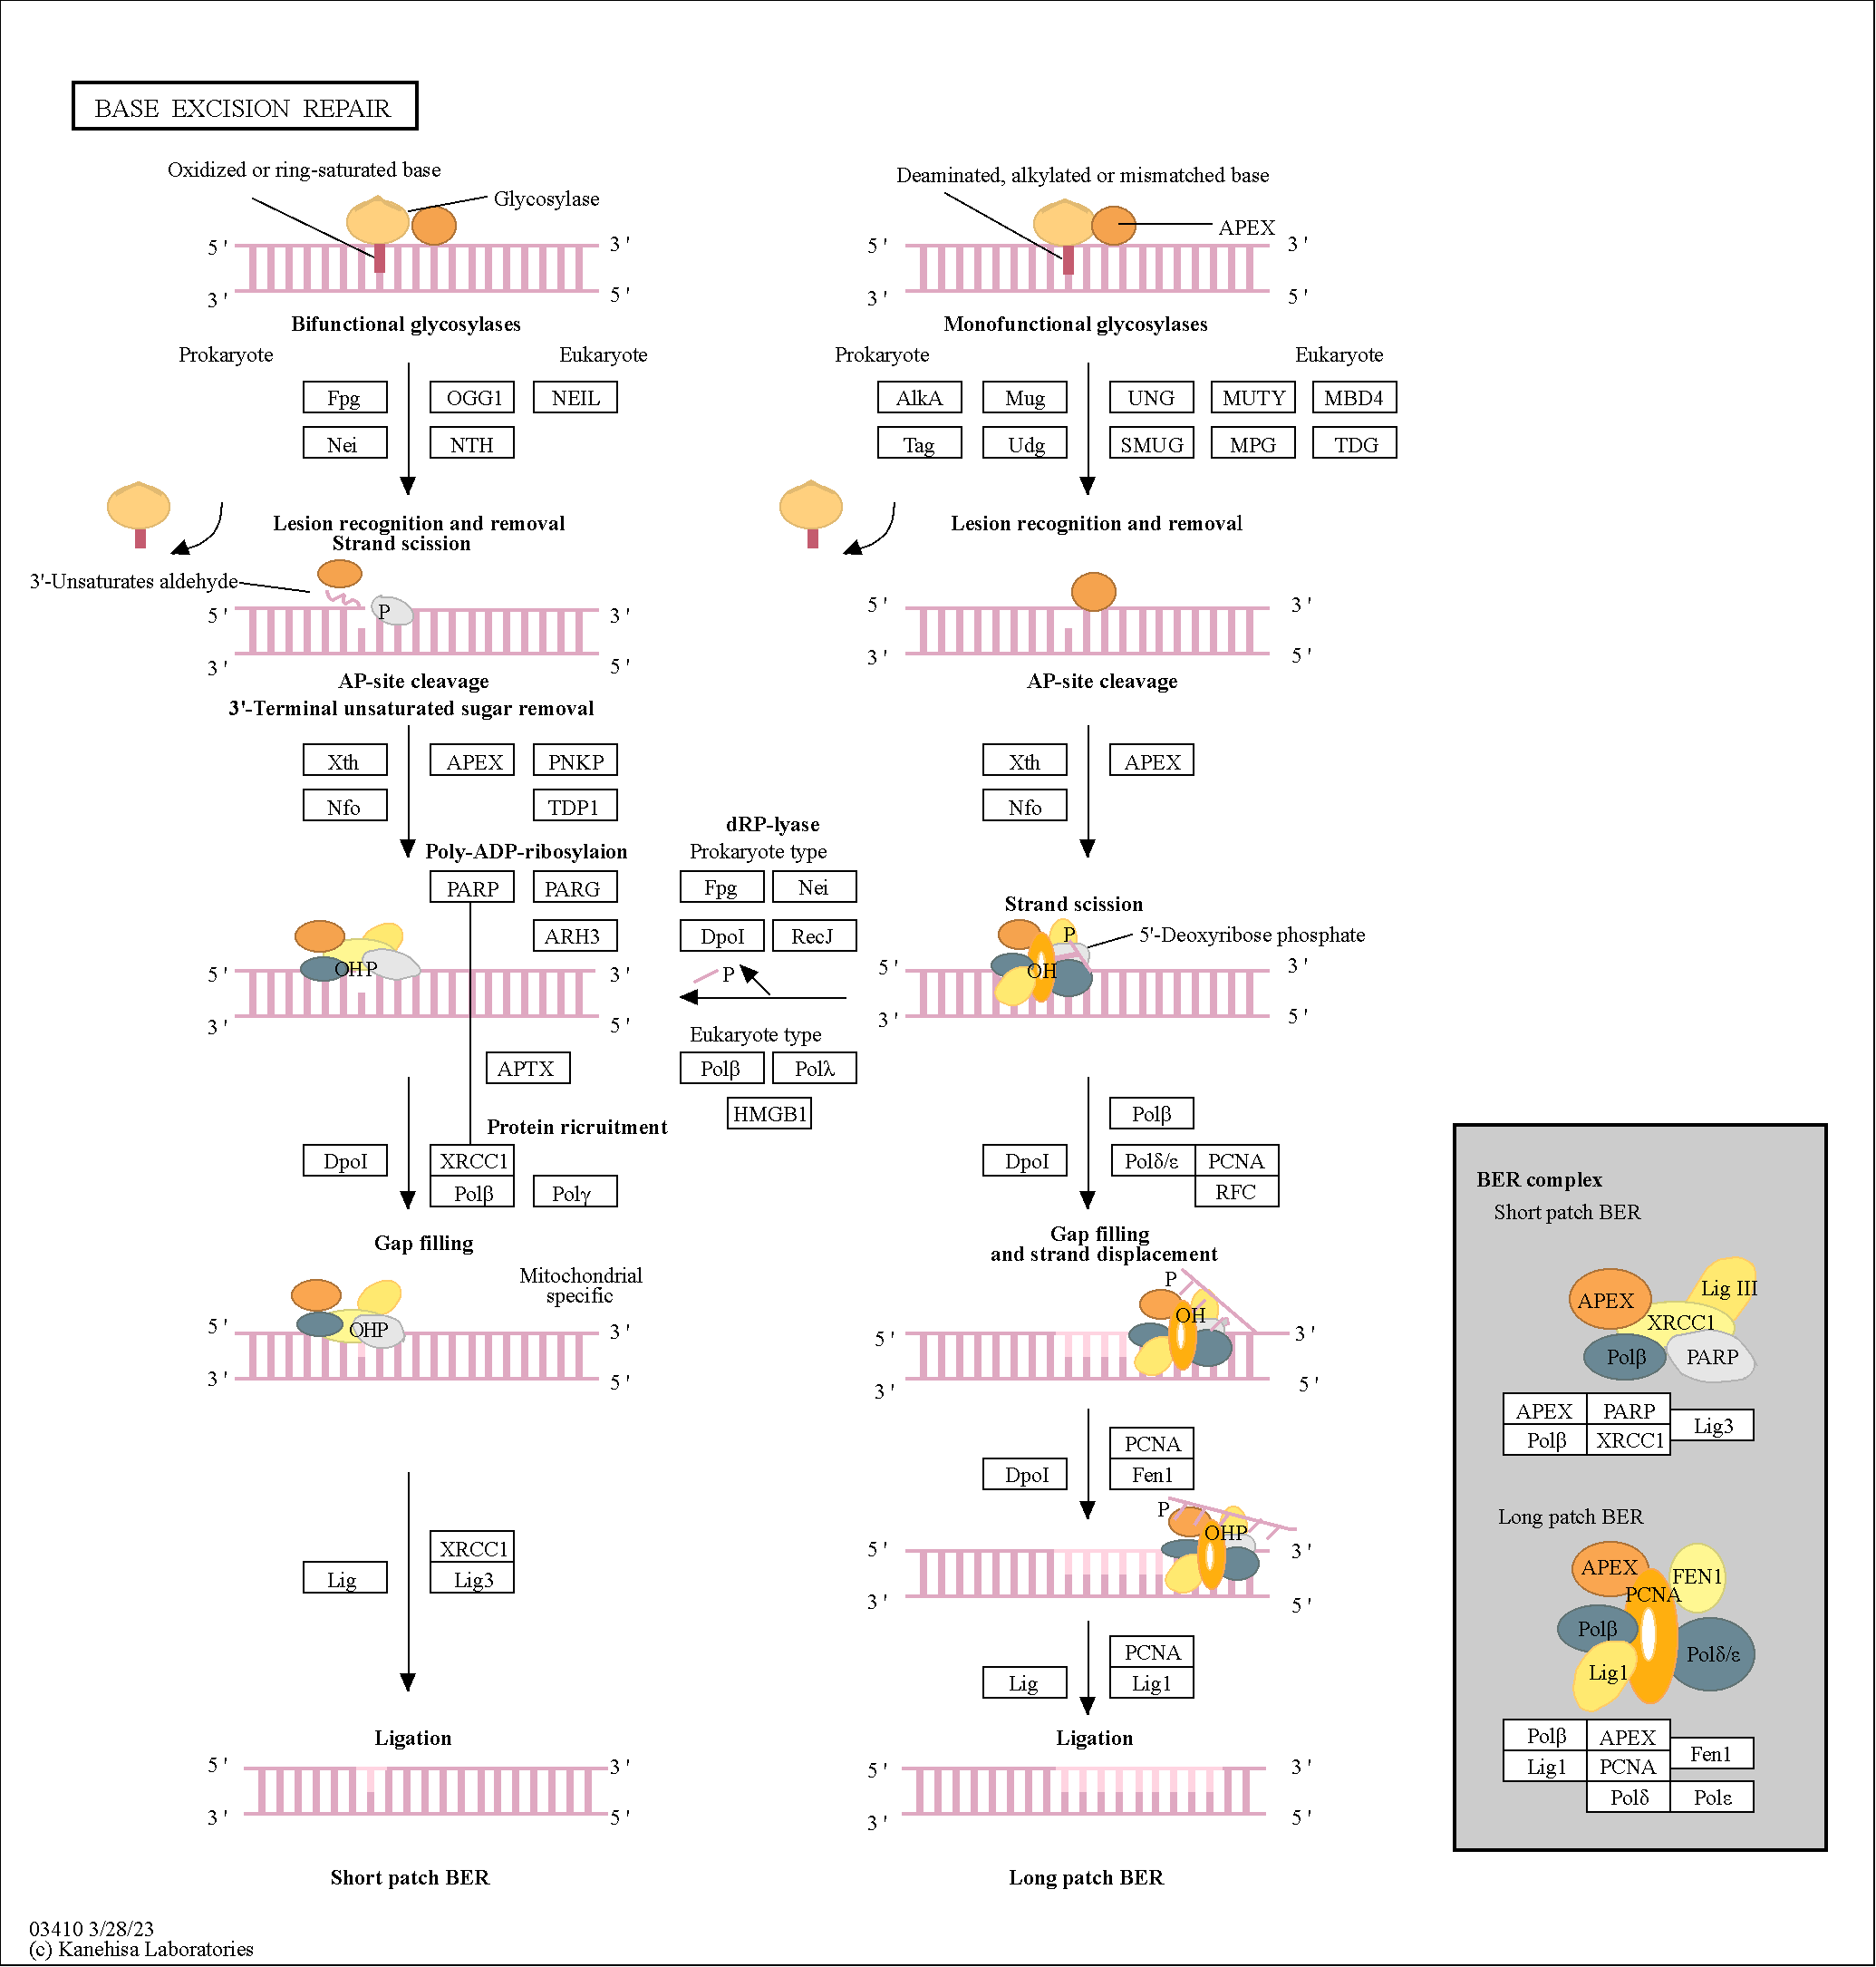 BASE EXCISION REPAIR
Oxidized or ring-saturated base
Glycosylase
5' 3'
3' 5'
Bifunctional glycosylases
Prokaryote Eukaryote
Fpg OGG1 NEIL
Nei NTH
Lesion recognition and removal
Strand scission
3'-Unsaturates aldehyde
P
5' 3'
3' 5'
AP-site cleavage
3'-Terminal unsaturated sugar removal
Xth APEX PNKP
Nfo TDP1
Poly-ADP-ribosylaion
PARP PARG
ARH3
OHP
5' 3'
3' 5'
APTX
Protein ricruitment
DpoI XRCC1
Polβ Polγ
Gap filling
Mitochondrial
specific
OHP
5' 3'
3' 5'
XRCC1
Lig Lig3
Ligation
5' 3'
3' 5'
Short patch BER
dRP-lyase
Prokaryote type
Fpg Nei
DpoI RecJ
P
Eukaryote type
Polβ Polλ
HMGB1
Deaminated, alkylated or mismatched base
APEX
5' 3'
3' 5'
Monofunctional glycosylases
Prokaryote Eukaryote
AlkA Mug UNG MUTY MBD4
Tag Udg SMUG MPG TDG
Lesion recognition and removal
5' 3'
3' 5'
AP-site cleavage
Xth APEX
Nfo
Strand scission
P
5'-Deoxyribose phosphate
OH
5' 3'
3' 5'
Polβ
DpoI Polδ/ε PCNA
RFC
Gap filling
and strand displacement
P
OH
5' 3'
3' 5'
PCNA
DpoI Fen1
P
OHP
5' 3'
3' 5'
PCNA
Lig Lig1
Ligation
5' 3'
3' 5'
Long patch BER
BER complex
Short patch BER
Lig III
APEX
XRCC1
Polβ PARP
APEX PARP
Lig3
Polβ XRCC1
Long patch BER
APEX FEN1
PCNA
Polβ
Polδ/ε
Lig1
Polβ APEX
Fen1
Lig1 PCNA
Polδ Polε
03410 3/28/23
(c) Kanehisa Laboratories